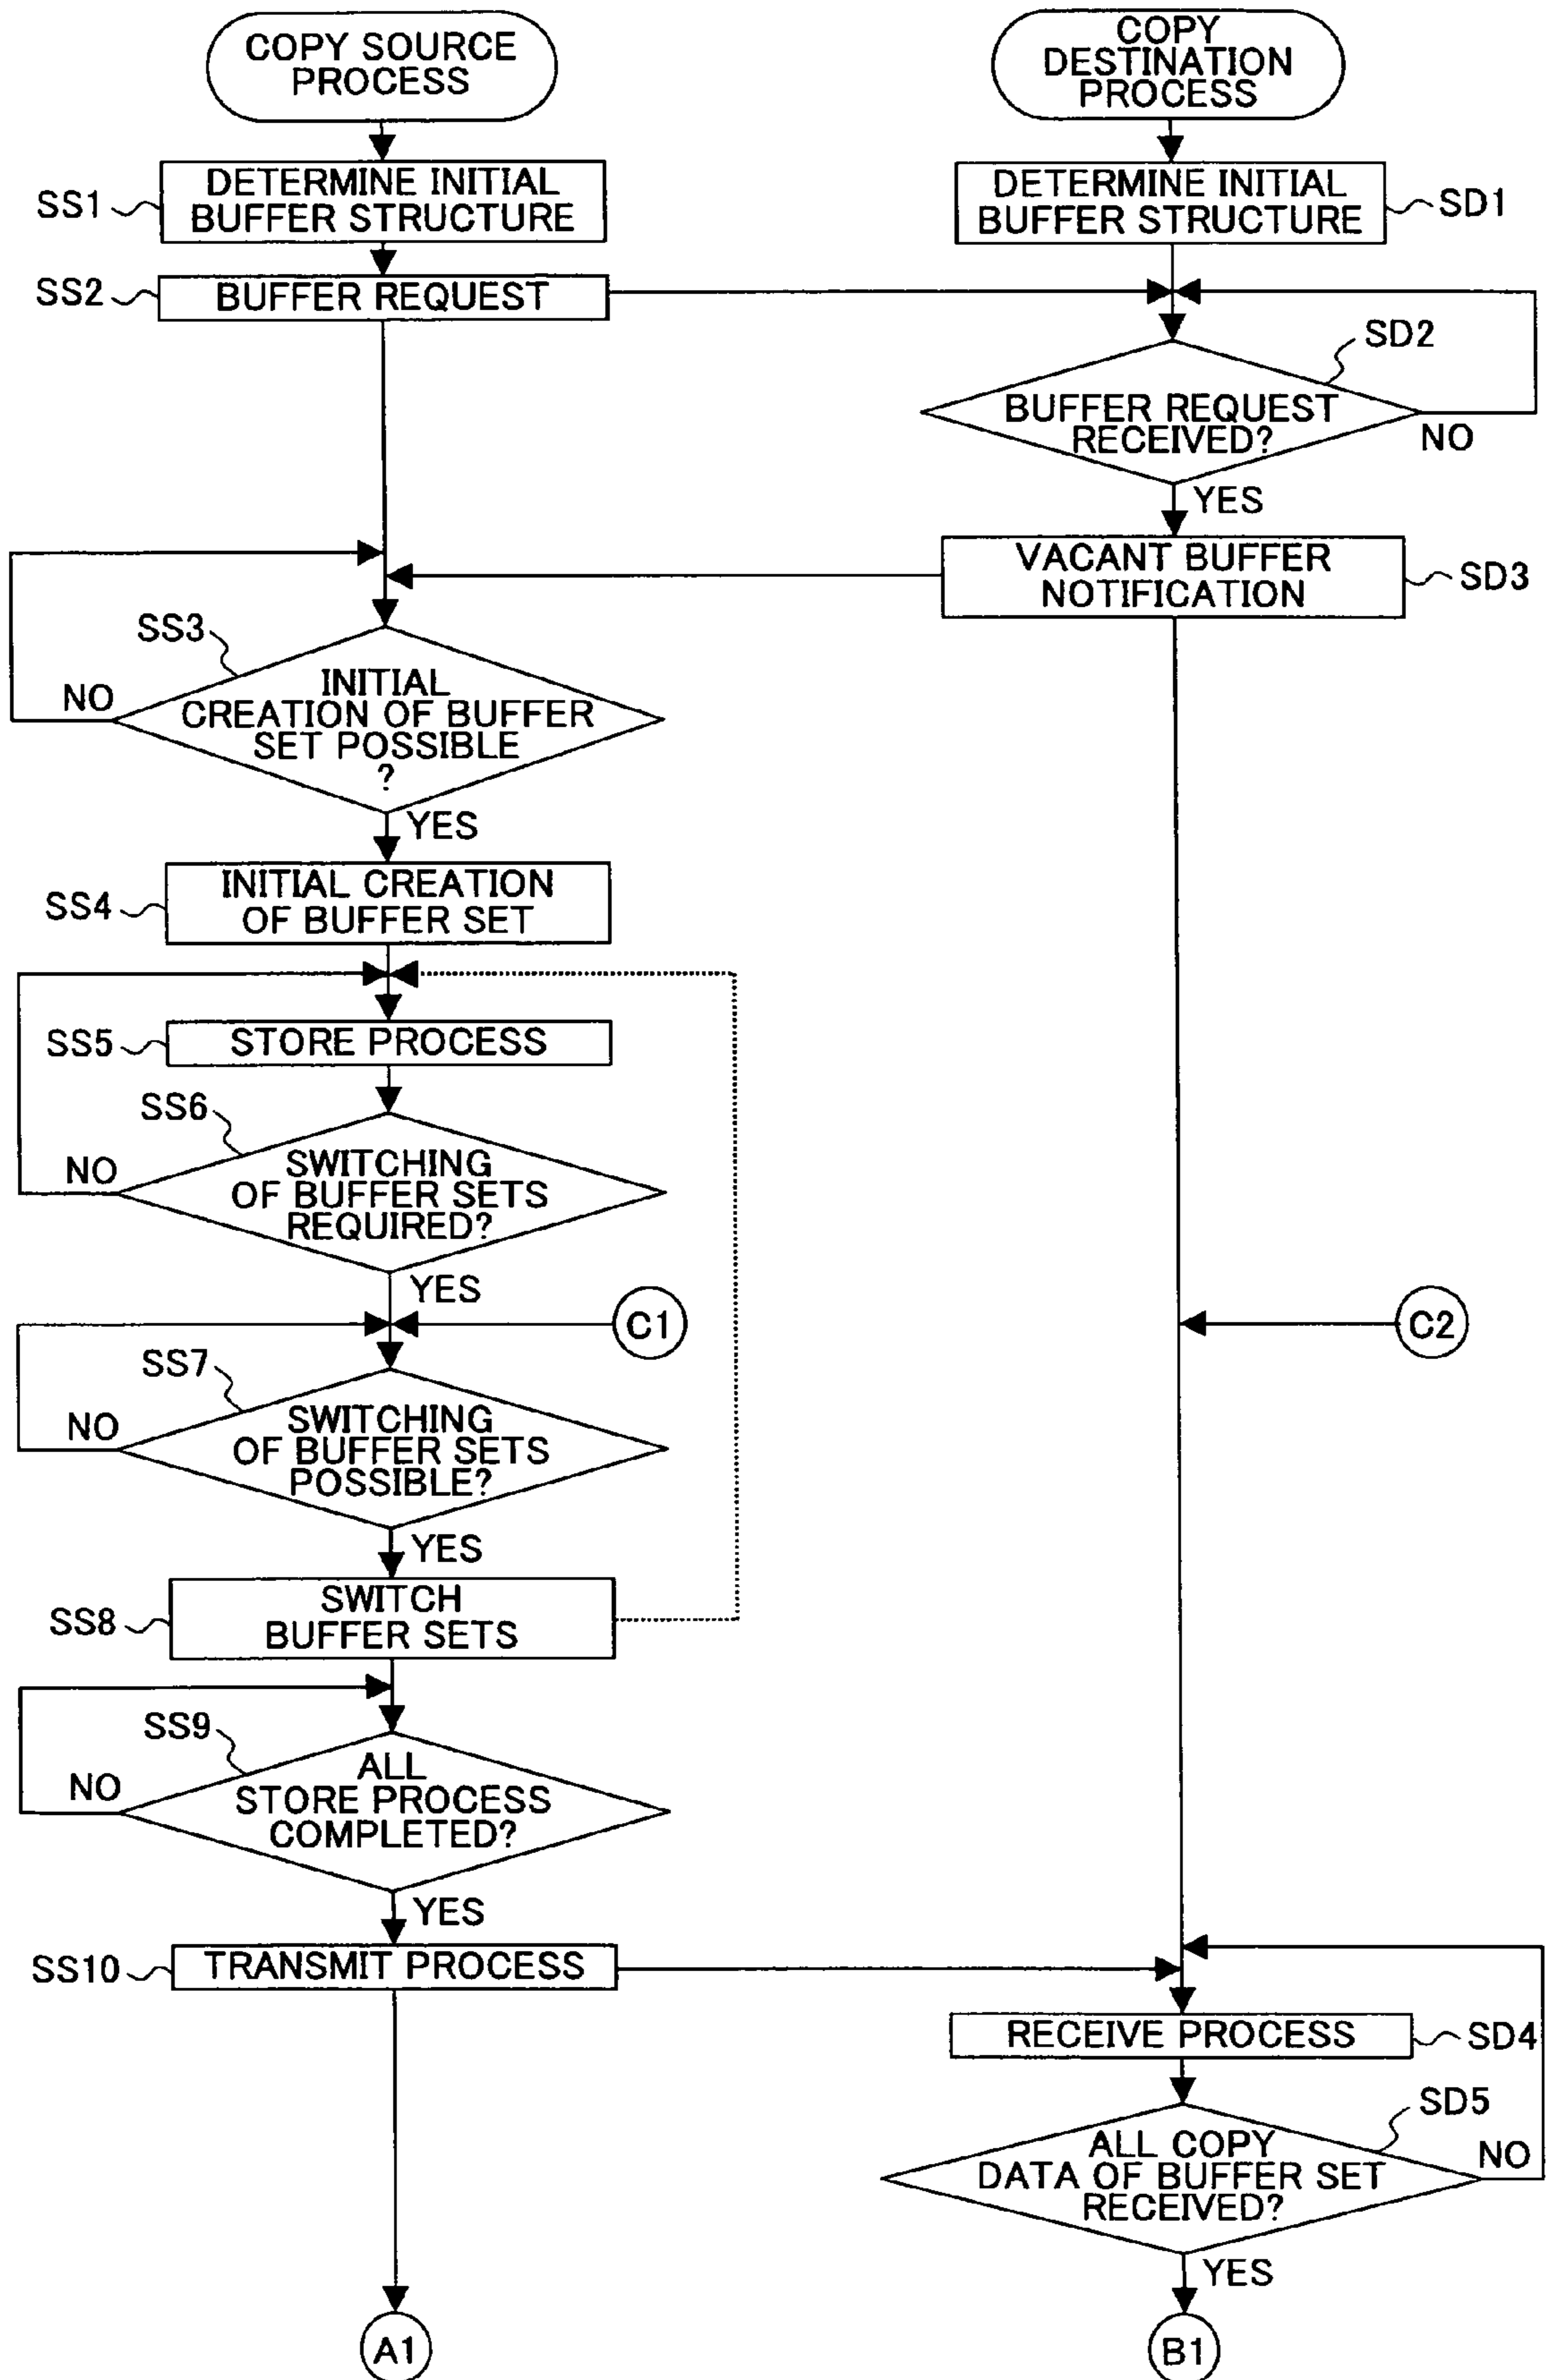 COPY SOURCE
PROCESS
COPY
DESTINATION
PROCESS
SS1
DETERMINE INITIAL
BUFFER STRUCTURE
DETERMINE INITIAL
BUFFER STRUCTURE
SD1
SS2
BUFFER REQUEST
SD2
BUFFER REQUEST
RECEIVED?
NO
YES
VACANT BUFFER
NOTIFICATION
SD3
SS3
NO
INITIAL
CREATION OF BUFFER
SET POSSIBLE
?
YES
SS4
INITIAL CREATION
OF BUFFER SET
SS5
STORE PROCESS
SS6
NO
SWITCHING
OF BUFFER SETS
REQUIRED?
YES
C1
C2
SS7
NO
SWITCHING
OF BUFFER SETS
POSSIBLE?
YES
SS8
SWITCH
BUFFER SETS
SS9
NO
ALL
STORE PROCESS
COMPLETED?
YES
SS10
TRANSMIT PROCESS
RECEIVE PROCESS
SD4
SD5
ALL COPY
DATA OF BUFFER SET
RECEIVED?
NO
YES
A1
B1